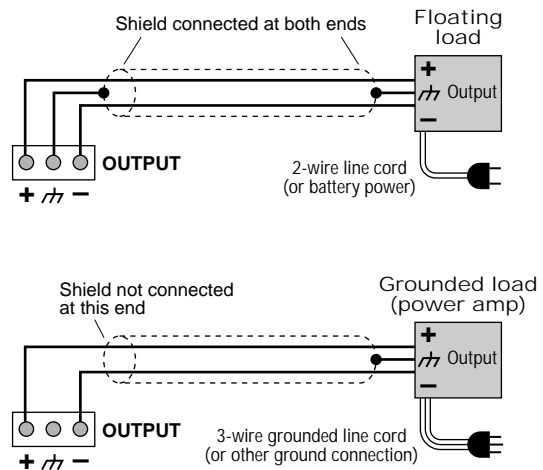 Shield connected at both ends
Floating
load
+
Output
−
OUTPUT
+ −
2-wire line cord
(or battery power)
Shield not connected
at this end
Grounded load
(power amp)
+
Output
−
OUTPUT
+ −
3-wire grounded line cord
(or other ground connection)